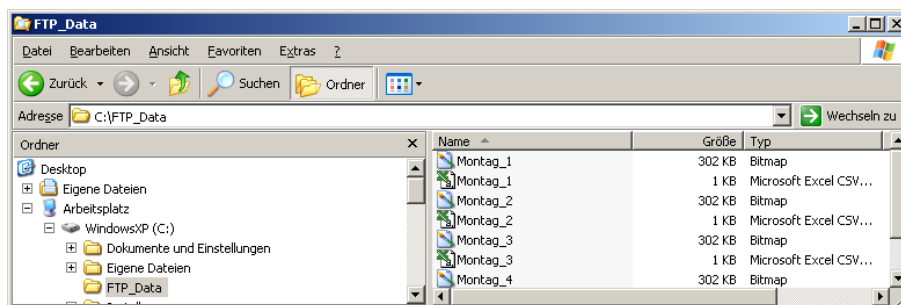 FTP_Data
Datei Bearbeiten Ansicht Favoriten Extras ?
Zurück Suchen Ordner
Adresse C:\FTP_Data Wechseln zu
Ordner
Desktop
Eigene Dateien
Arbeitsplatz
WindowsXP (C:)
Dokumente und Einstellungen
Eigene Dateien
FTP_Data
Name Größe Typ
Montag_1 302 KB Bitmap
Montag_1 1 KB Microsoft Excel CSV...
Montag_2 302 KB Bitmap
Montag_2 1 KB Microsoft Excel CSV...
Montag_3 302 KB Bitmap
Montag_3 1 KB Microsoft Excel CSV...
Montag_4 302 KB Bitmap